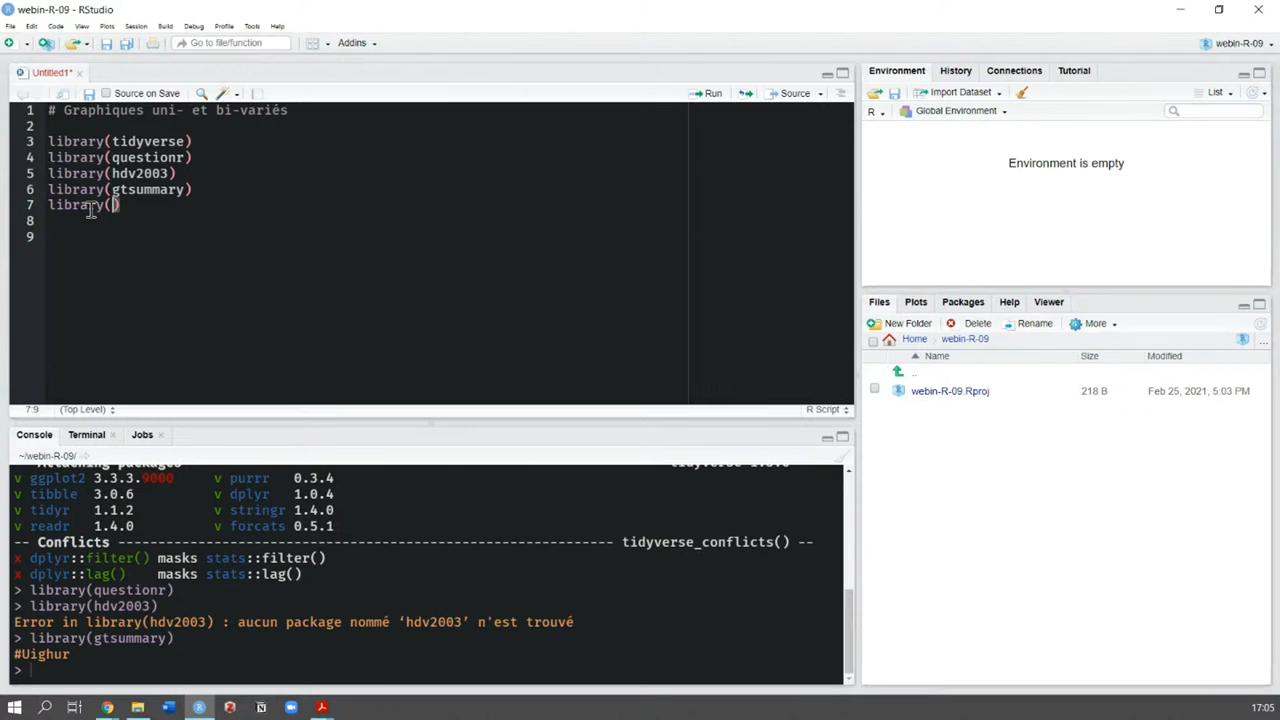 webin-R-09 - RStudio
File Edit Code View Plots Session Build Debug Profile Tools Help
Go to file/function Addins webin-R-09
Untitled1*
Source on Save Run Source
1 # Graphiques uni- et bi-variés
2
3 library(tidyverse)
4 library(questionr)
5 library(hdv2003)
6 library(gtsummary)
7 library()
8
9
7:9 (Top Level) R Script
Console Terminal Jobs
~/webin-R-09/
v ggplot2 3.3.3.9000 v purrr 0.3.4
v tibble 3.0.6 v dplyr 1.0.4
v tidyr 1.1.2 v stringr 1.4.0
v readr 1.4.0 v forcats 0.5.1
-- Conflicts ------------------------------------------------------------- tidyverse_conflicts() --
x dplyr::filter() masks stats::filter()
x dplyr::lag() masks stats::lag()
> library(questionr)
> library(hdv2003)
Error in library(hdv2003) : aucun package nommé ‘hdv2003’ n'est trouvé
> library(gtsummary)
#Uighur
>
Environment History Connections Tutorial
Import Dataset List
R Global Environment
Environment is empty
Files Plots Packages Help Viewer
New Folder Delete Rename More
Home webin-R-09
Name Size Modified
..
webin-R-09.Rproj 218 B Feb 25, 2021, 5:03 PM
17:05